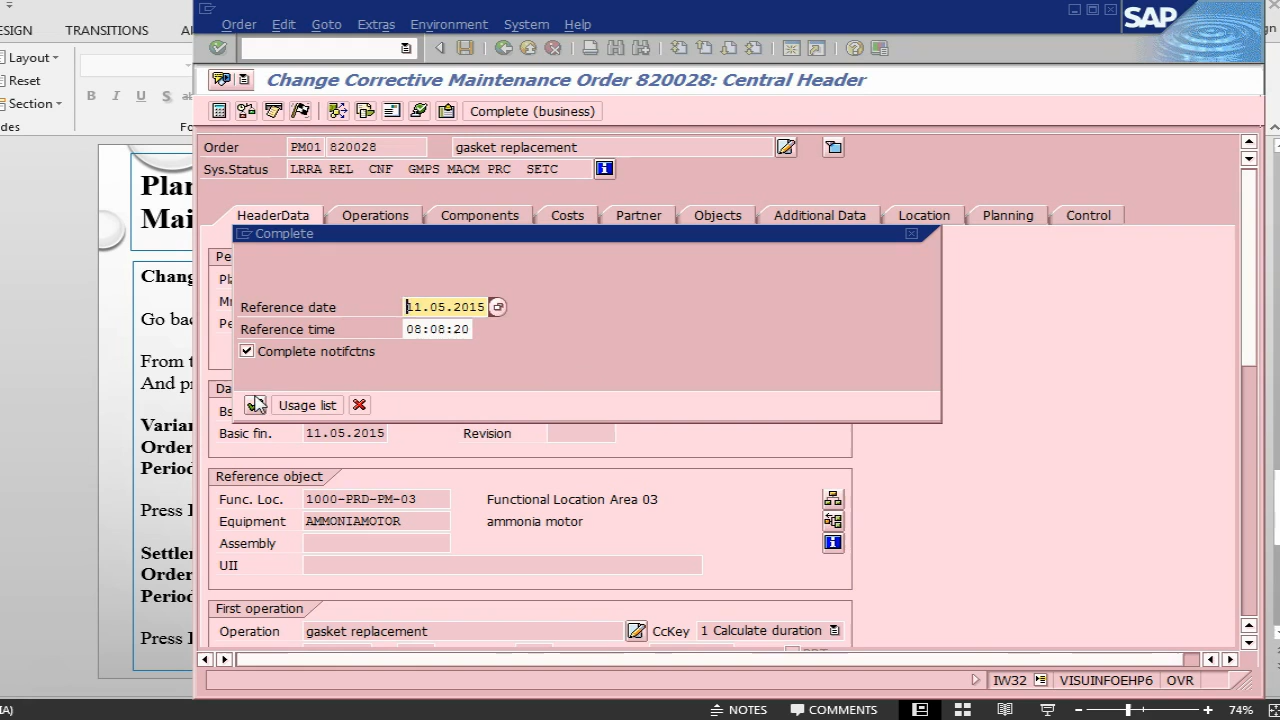 Order Edit Goto Extras Environment System Help
SAP
ESIGN TRANSITIONS
Layout
Reset
Section
B I U S
des
Change Corrective Maintenance Order 820028: Central Header
Complete (business)
Order PM01 820028 gasket replacement
Sys.Status LRRA REL CNF GMPS MACM PRC SETC
HeaderData Operations Components Costs Partner Objects Additional Data Location Planning Control
Complete
Reference date 11.05.2015
Reference time 08:08:20
Complete notifctns
Usage list
Basic fin. 11.05.2015 Revision
Reference object
Func. Loc. 1000-PRD-PM-03 Functional Location Area 03
Equipment AMMONIAMOTOR ammonia motor
Assembly
UII
First operation
Operation gasket replacement CcKey 1 Calculate duration
IW32 VISUINFOEHP6 OVR
Plan
Mai
Chang
Go bac
From t
And pr
Varian
Order
Period
Press I
Settler
Order
Period
Press I
IA) NOTES COMMENTS 74%